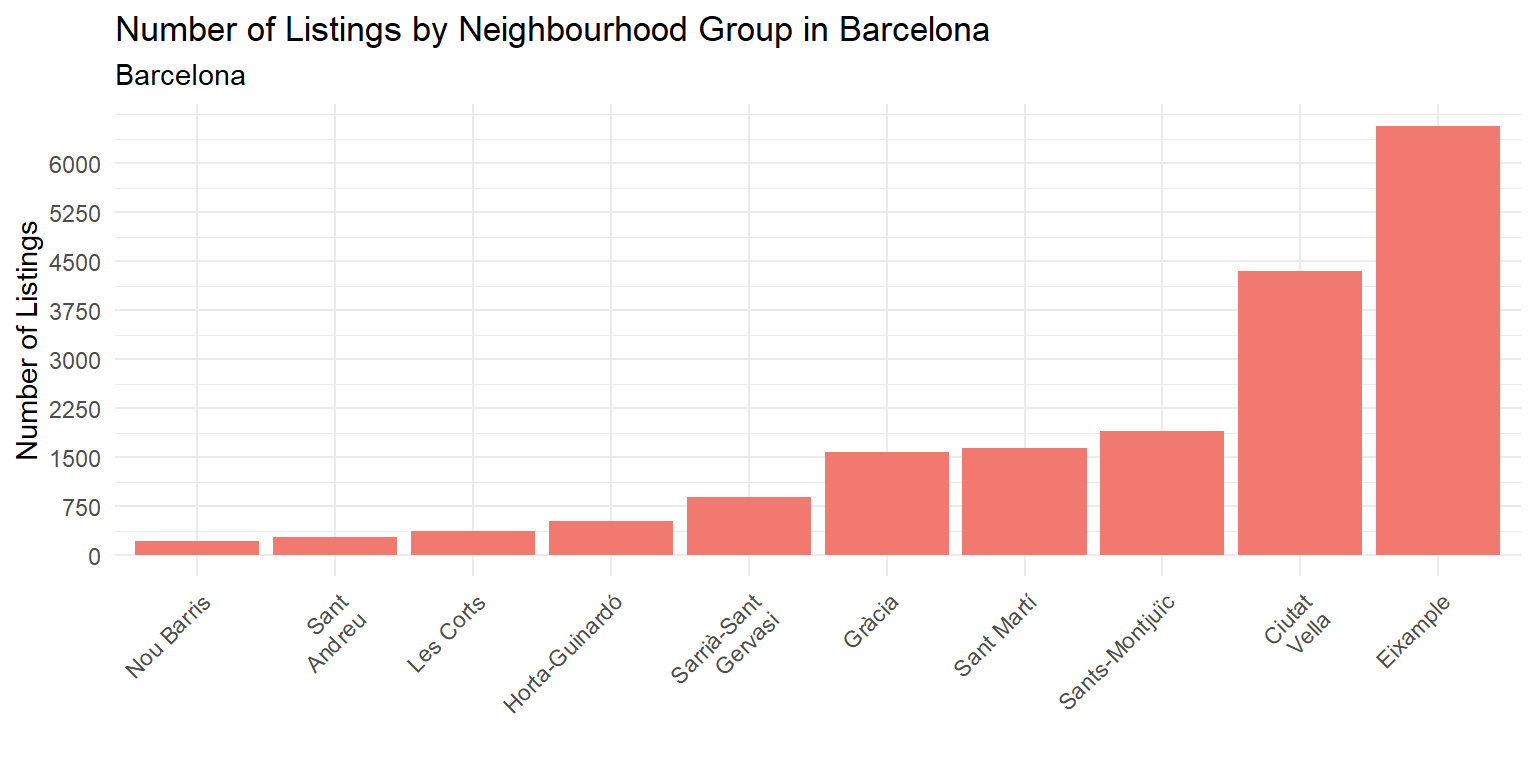 Number of Listings by Neighbourhood Group in Barcelona
Barcelona
Number of Listings
6000
5250
4500
3750
3000
2250
1500
750
0
Nou Barris
Sant
Andreu
Les Corts
Horta-Guinardó
Sarrià-Sant
Gervasi
Gràcia
Sant Martí
Sants-Montjuïc
Ciutat
Vella
Eixample